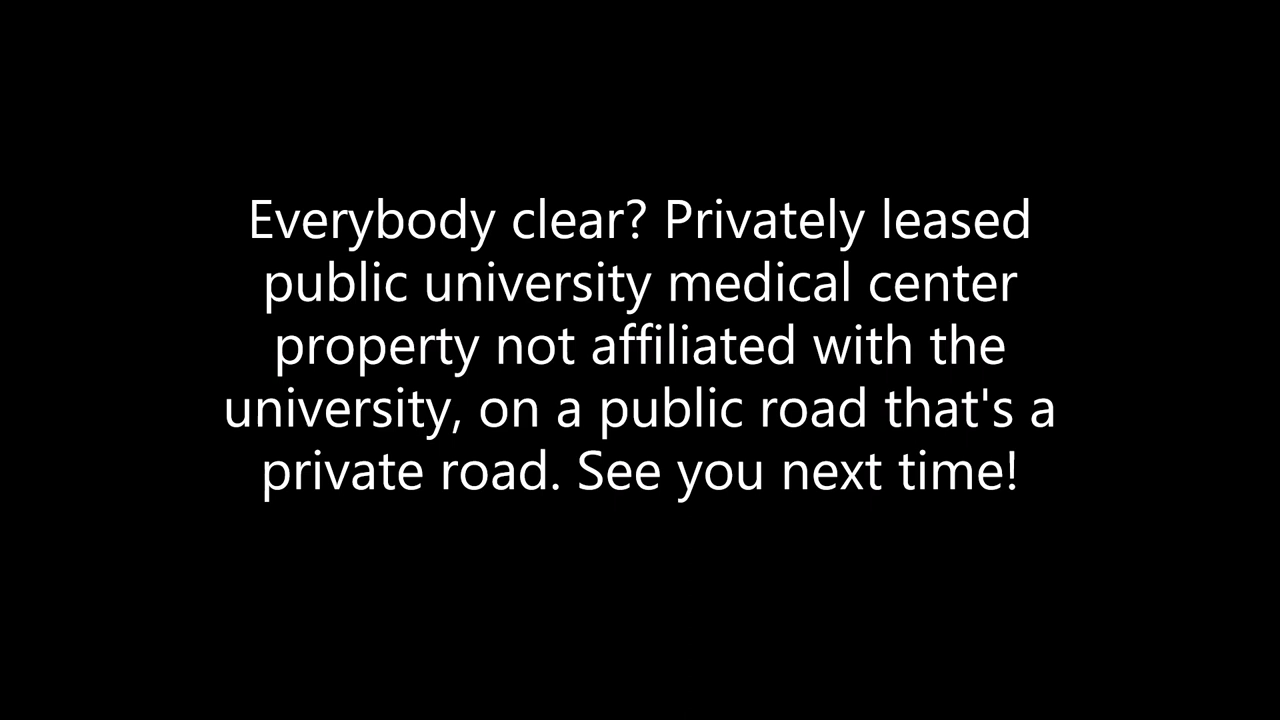 Everybody clear? Privately leased
public university medical center
property not affiliated with the
university, on a public road that's a
private road. See you next time!